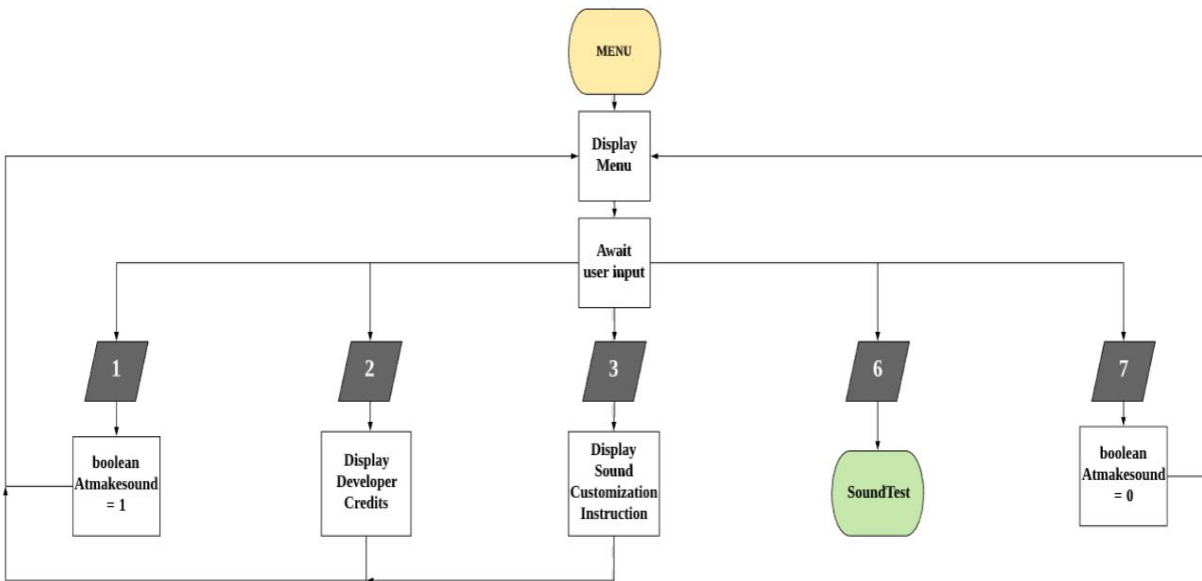 MENU
Display
Menu
Await
user input
1
2
3
6
7
boolean
Atmakesound
= 1
Display
Developer
Credits
Display
Sound
Customization
Instruction
SoundTest
boolean
Atmakesound
= 0